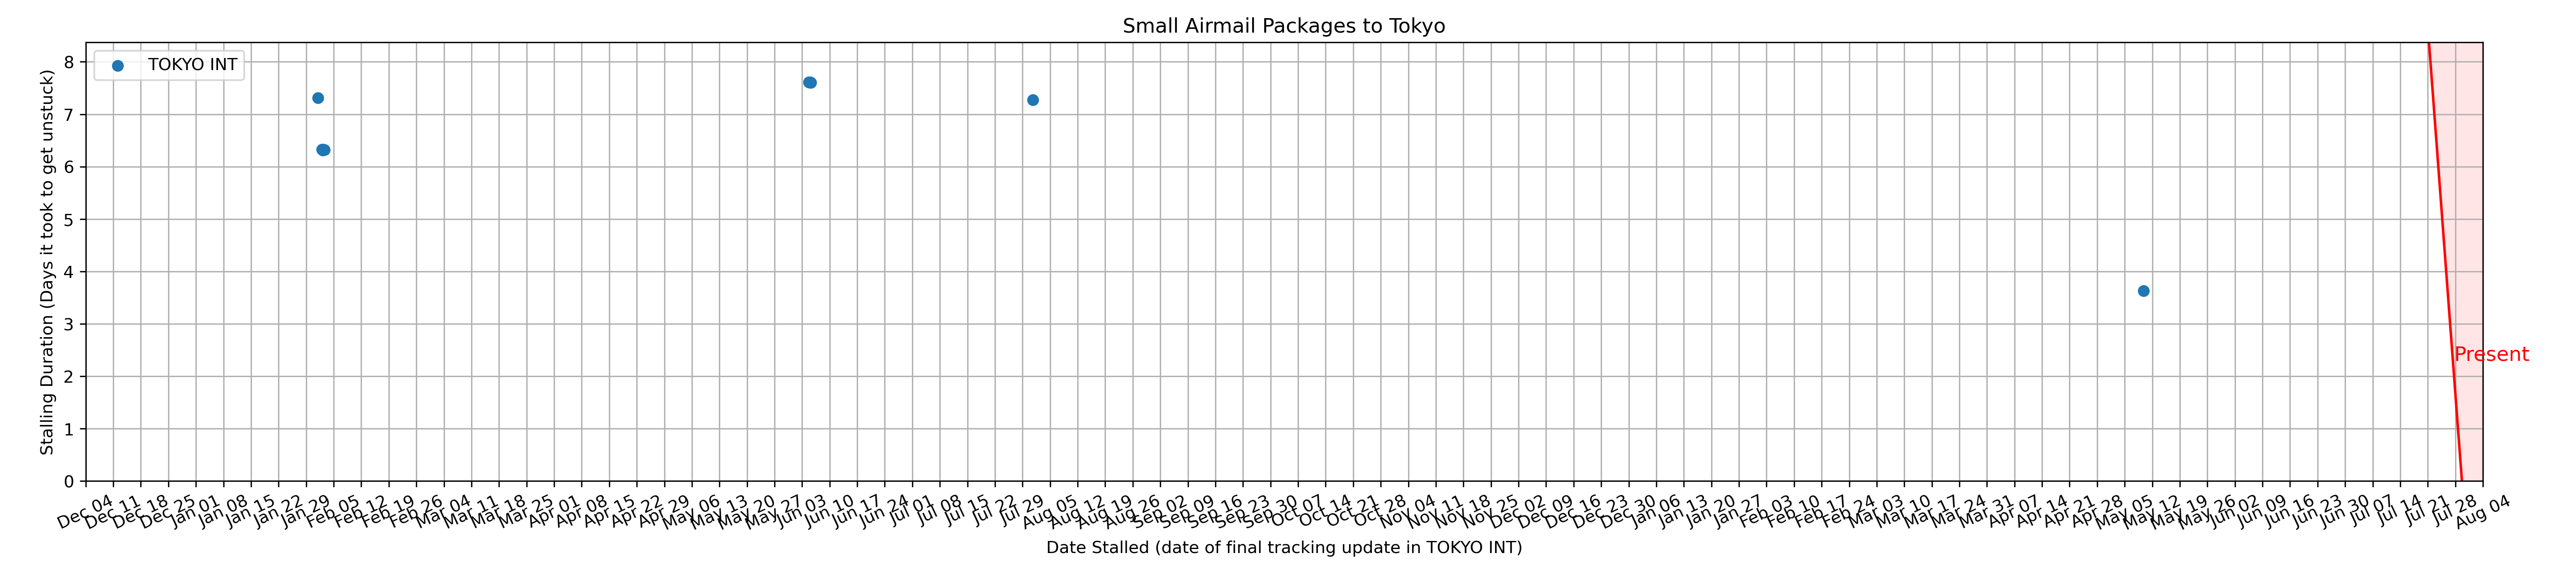 Small Airmail Packages to Tokyo
TOKYO INT
Stalling Duration (Days it took to get unstuck)
8
7
6
5
4
3
2
1
0
Present
Dec 04
Dec 11
Dec 18
Dec 25
Jan 01
Jan 08
Jan 15
Jan 22
Jan 29
Feb 05
Feb 12
Feb 19
Feb 26
Mar 04
Mar 11
Mar 18
Mar 25
Apr 01
Apr 08
Apr 15
Apr 22
Apr 29
May 06
May 13
May 20
May 27
Jun 03
Jun 10
Jun 17
Jun 24
Jul 01
Jul 08
Jul 15
Jul 22
Jul 29
Aug 05
Aug 12
Aug 19
Aug 26
Sep 02
Sep 09
Sep 16
Sep 23
Sep 30
Oct 07
Oct 14
Oct 21
Oct 28
Nov 04
Nov 11
Nov 18
Nov 25
Dec 02
Dec 09
Dec 16
Dec 23
Dec 30
Jan 06
Jan 13
Jan 20
Jan 27
Feb 03
Feb 10
Feb 17
Feb 24
Mar 03
Mar 10
Mar 17
Mar 24
Mar 31
Apr 07
Apr 14
Apr 21
Apr 28
May 05
May 12
May 19
May 26
Jun 02
Jun 09
Jun 16
Jun 23
Jun 30
Jul 07
Jul 14
Jul 21
Jul 28
Aug 04
Date Stalled (date of final tracking update in TOKYO INT)